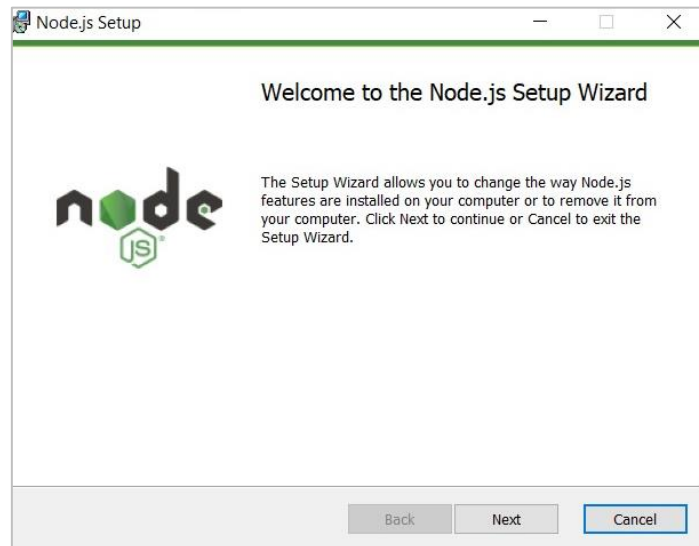 Node.js Setup
Welcome to the Node.js Setup Wizard
node
JS
The Setup Wizard allows you to change the way Node.js
features are installed on your computer or to remove it from
your computer. Click Next to continue or Cancel to exit the
Setup Wizard.
Back
Next
Cancel